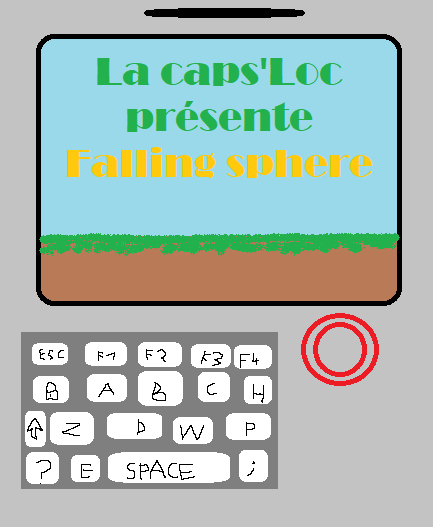 La caps'Loc
présente
Falling sphere
ESC F1 F2 F3 F4
B A B C H
Z D W P
? E SPACE ;